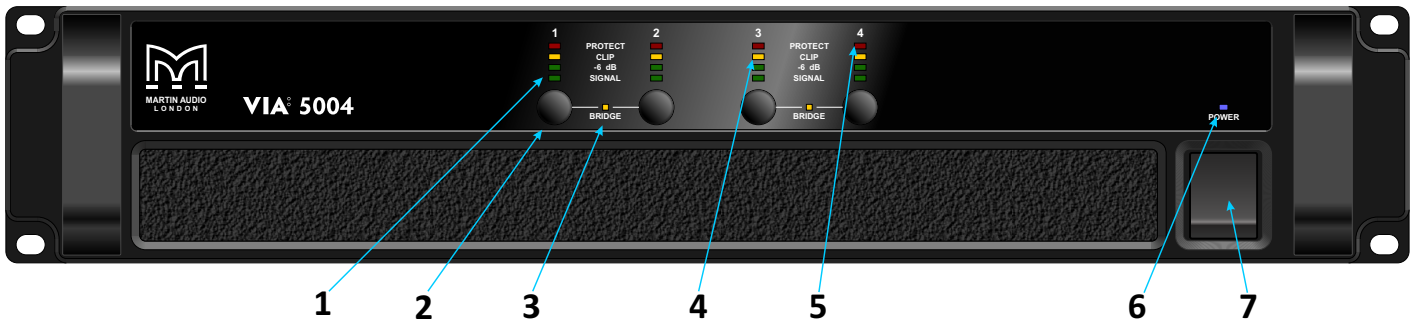 1 2 3 4
PROTECT PROTECT
CLIP CLIP
-6 dB -6 dB
SIGNAL SIGNAL
MARTIN AUDIO
LONDON
VIA 5004
BRIDGE BRIDGE
POWER
1 2 3 4 5 6 7